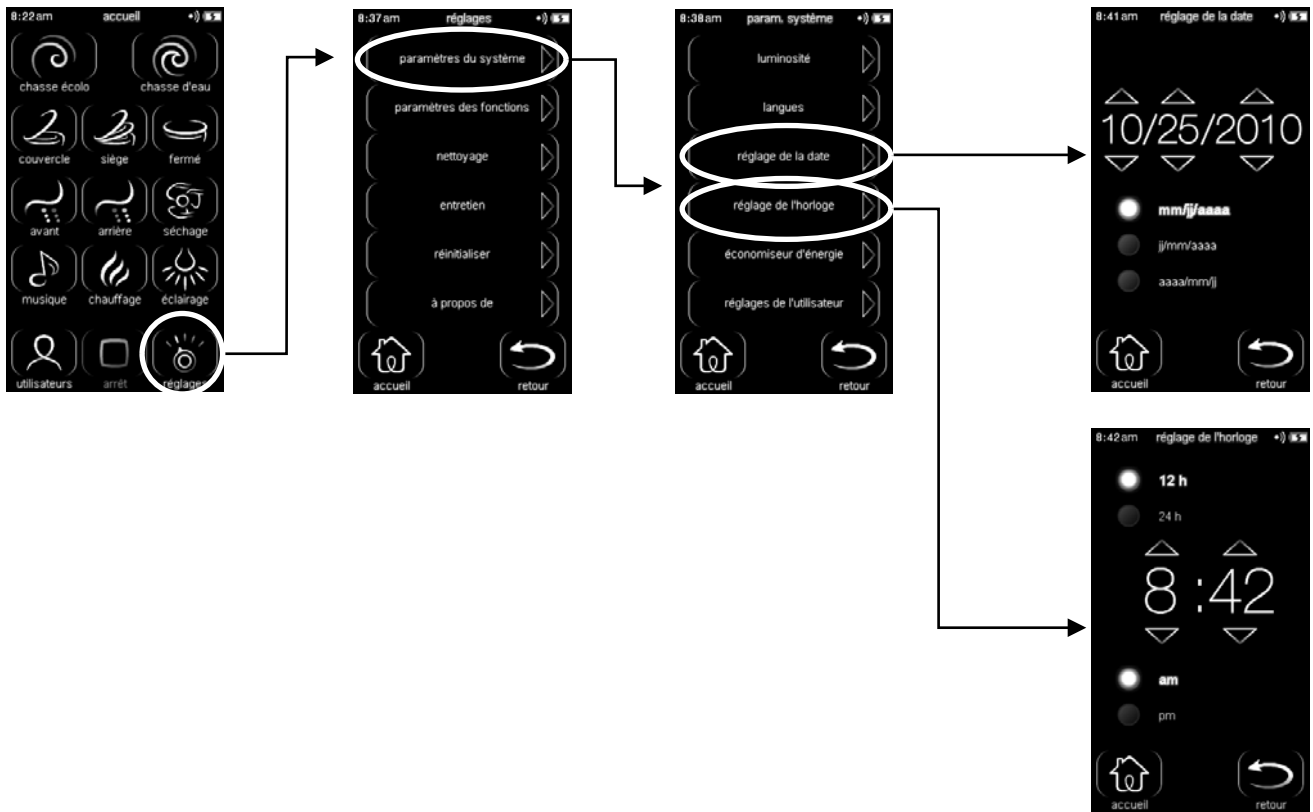 8:22am accueil
chasse écolo chasse d'eau
couvercle siège fermé
avant arrière séchage
musique chauffage éclairage
utilisateurs arrêt réglages
8:37am réglages
paramètres du système
paramètres des fonctions
nettoyage
entretien
réinitialiser
à propos de
accueil retour
8:38am param. système
luminosité
langues
réglage de la date
réglage de l'horloge
économiseur d'énergie
réglages de l'utilisateur
accueil retour
8:41am réglage de la date
10/25/2010
mm/jj/aaaa
jj/mm/aaaa
aaaa/mm/jj
accueil retour
8:42am réglage de l'horloge
12 h
24 h
8:42
am
pm
accueil retour